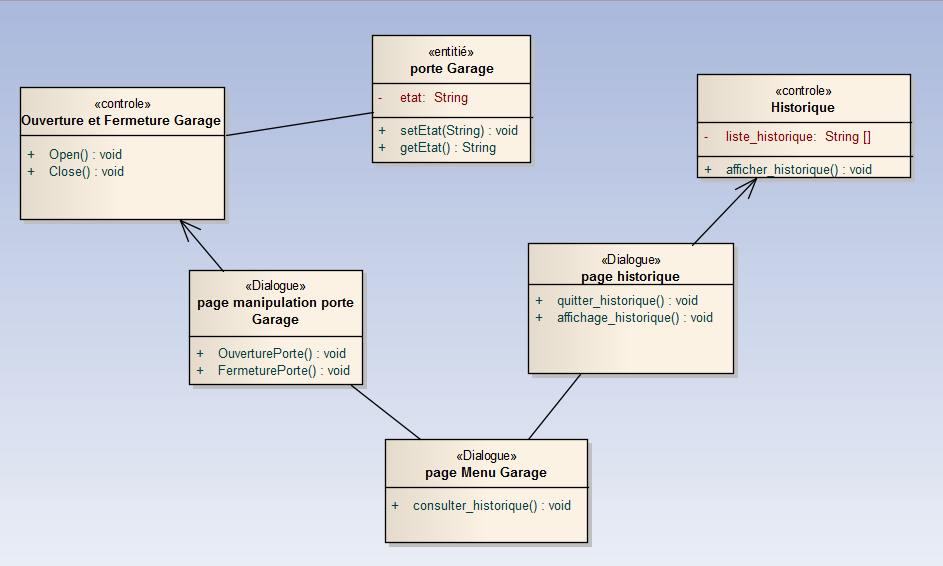 «entitié»
porte Garage
- etat: String
+ setEtat(String) : void
+ getEtat() : String
«controle»
Ouverture et Fermeture Garage
+ Open() : void
+ Close() : void
«controle»
Historique
- liste_historique: String []
+ afficher_historique() : void
«Dialogue»
page manipulation porte
Garage
+ OuverturePorte() : void
+ FermeturePorte() : void
«Dialogue»
page historique
+ quitter_historique() : void
+ affichage_historique() : void
«Dialogue»
page Menu Garage
+ consulter_historique() : void